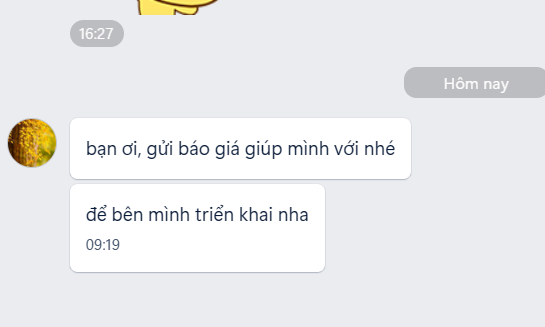 16:27
Hôm nay
bạn ơi, gửi báo giá giúp mình với nhé
để bên mình triển khai nha
09:19